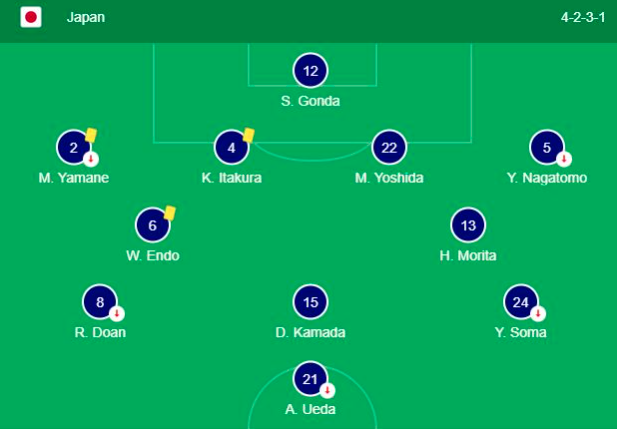 Japan 4-2-3-1
12
S. Gonda
2 4 22 5
M. Yamane K. Itakura M. Yoshida Y. Nagatomo
6 13
W. Endo H. Morita
8 15 24
R. Doan D. Kamada Y. Soma
21
A. Ueda